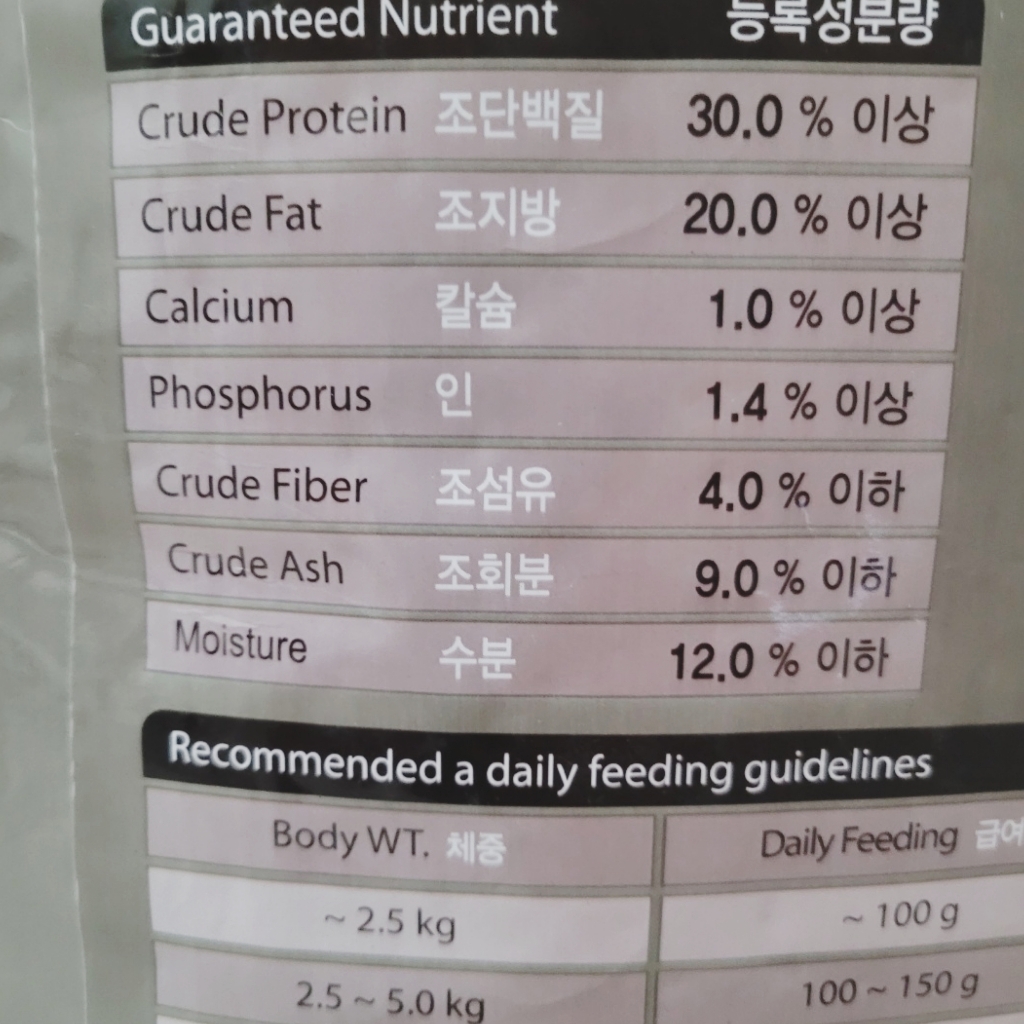 Guaranteed Nutrient 등록성분량
Crude Protein 조단백질 30.0 % 이상
Crude Fat 조지방 20.0 % 이상
Calcium 칼슘 1.0 % 이상
Phosphorus 인 1.4 % 이상
Crude Fiber 조섬유 4.0 % 이하
Crude Ash 조회분 9.0 % 이하
Moisture 수분 12.0 % 이하
Recommended a daily feeding guidelines
Body WT. 체중 Daily Feeding 급여
~ 2.5 kg ~ 100 g
2.5 ~ 5.0 kg 100 ~ 150 g